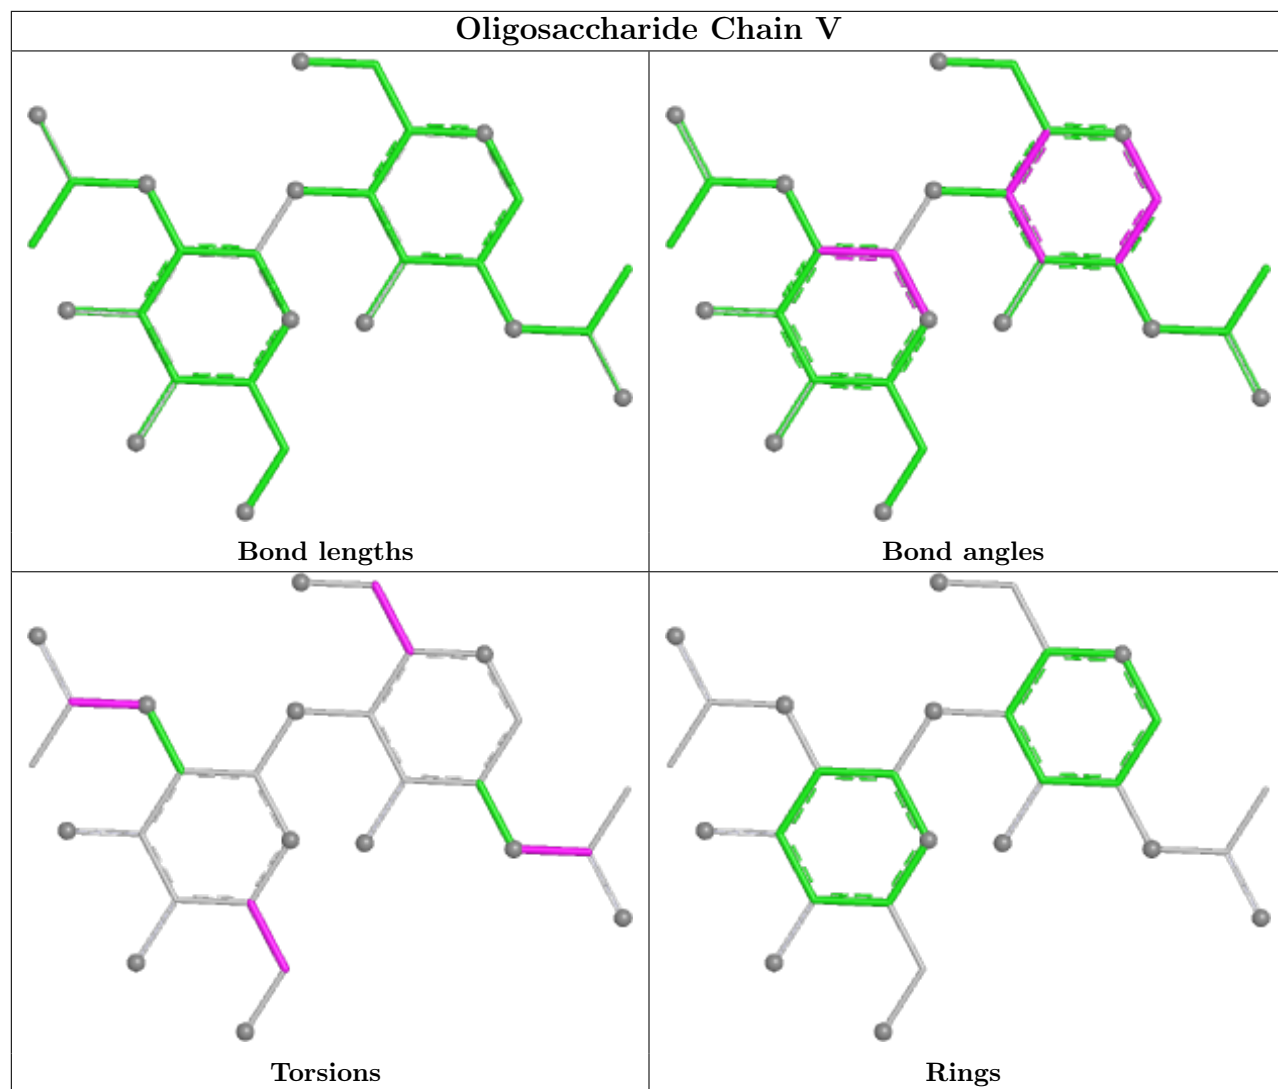 Oligosaccharide Chain V
Bond lengths
Bond angles
Torsions
Rings